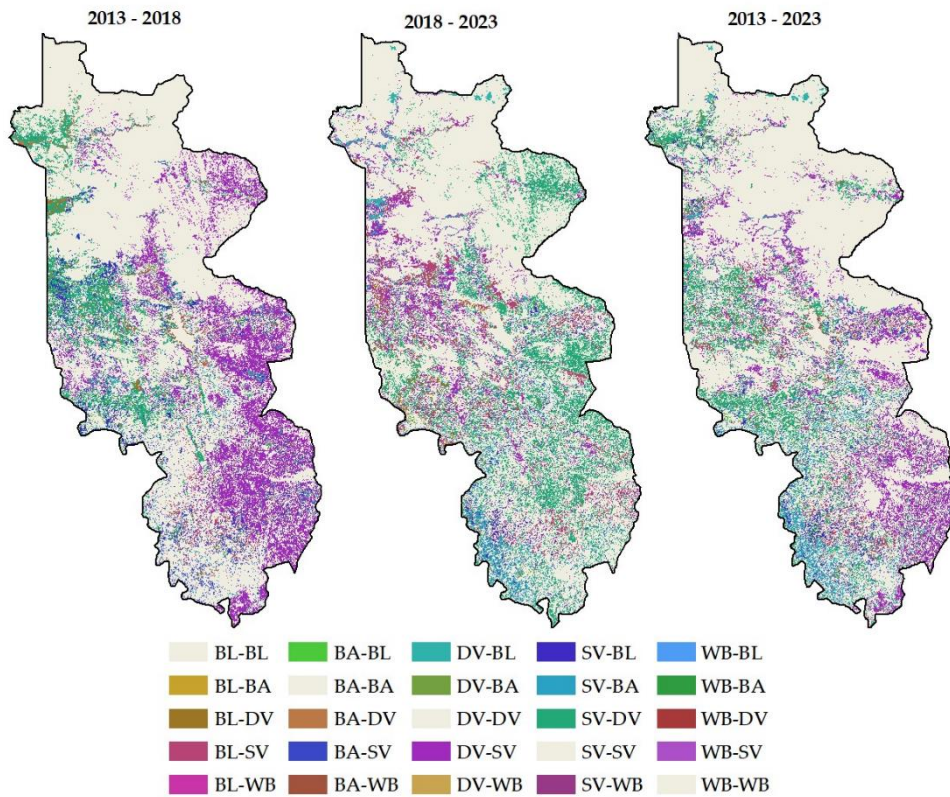 2013 - 2018 2018 - 2023 2013 - 2023
BL-BL BA-BL DV-BL SV-BL WB-BL
BL-BA BA-BA DV-BA SV-BA WB-BA
BL-DV BA-DV DV-DV SV-DV WB-DV
BL-SV BA-SV DV-SV SV-SV WB-SV
BL-WB BA-WB DV-WB SV-WB WB-WB